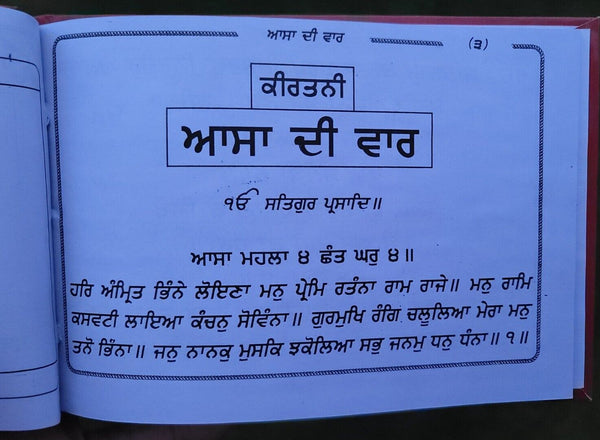 ਆਸਾ ਦੀ ਵਾਰ
(੩)
ਕੀਰਤਨੀ
ਆਸਾ ਦੀ ਵਾਰ
ੴ ਸਤਿਗੁਰ ਪ੍ਰਸਾਦਿ॥
ਆਸਾ ਮਹਲਾ ੪ ਛੰਤ ਘਰੁ ੪॥
ਹਰਿ ਅੰਮ੍ਰਿਤ ਭਿੰਨੇ ਲੋਇਣਾ ਮਨੁ ਪ੍ਰੇਮਿ ਰਤੰਨਾ ਰਾਮ ਰਾਜੇ॥ ਮਨੁ ਰਾਮਿ
ਕਸਵਟੀ ਲਾਇਆ ਕੰਚਨੁ ਸੋਵਿੰਨਾ॥ ਗੁਰਮੁਖਿ ਰੰਗਿ ਚਲੂਲਿਆ ਮੇਰਾ ਮਨੁ
ਤਨੋ ਭਿੰਨਾ॥ ਜਨੁ ਨਾਨਕੁ ਮੁਸਕਿ ਝਕੋਲਿਆ ਸਭੁ ਜਨਮੁ ਧਨੁ ਧੰਨਾ॥੧॥